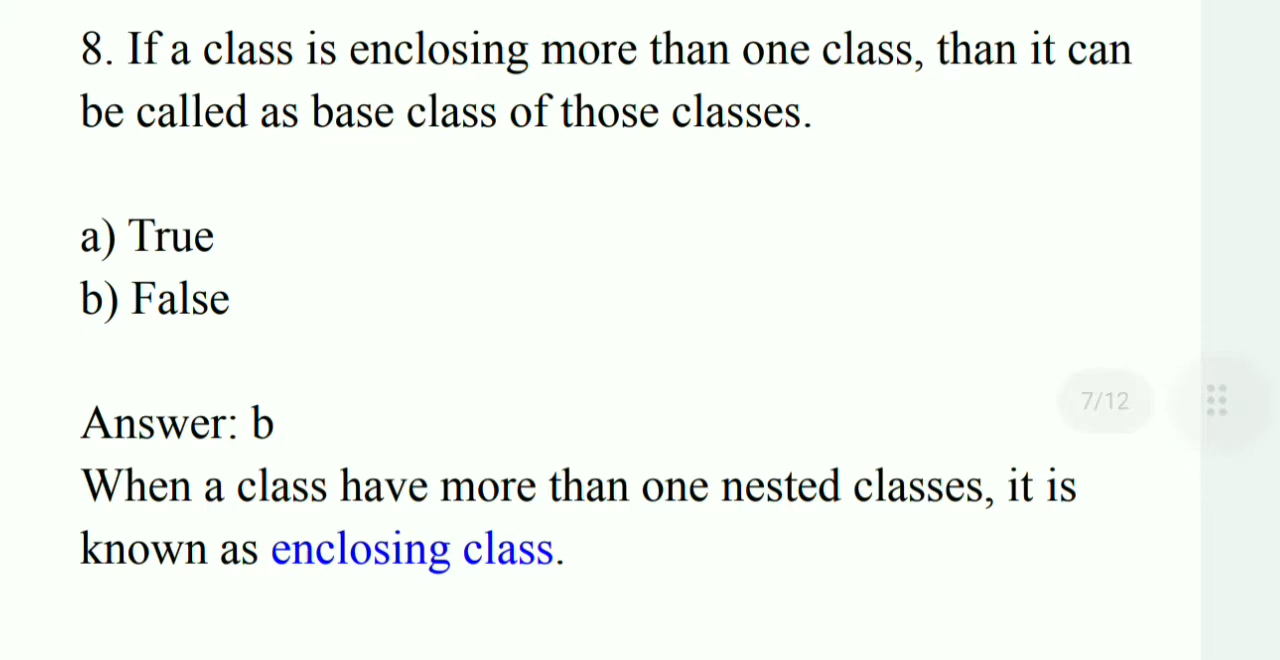 8. If a class is enclosing more than one class, than it can
be called as base class of those classes.
a) True
b) False
7/12
Answer: b
When a class have more than one nested classes, it is
known as enclosing class.